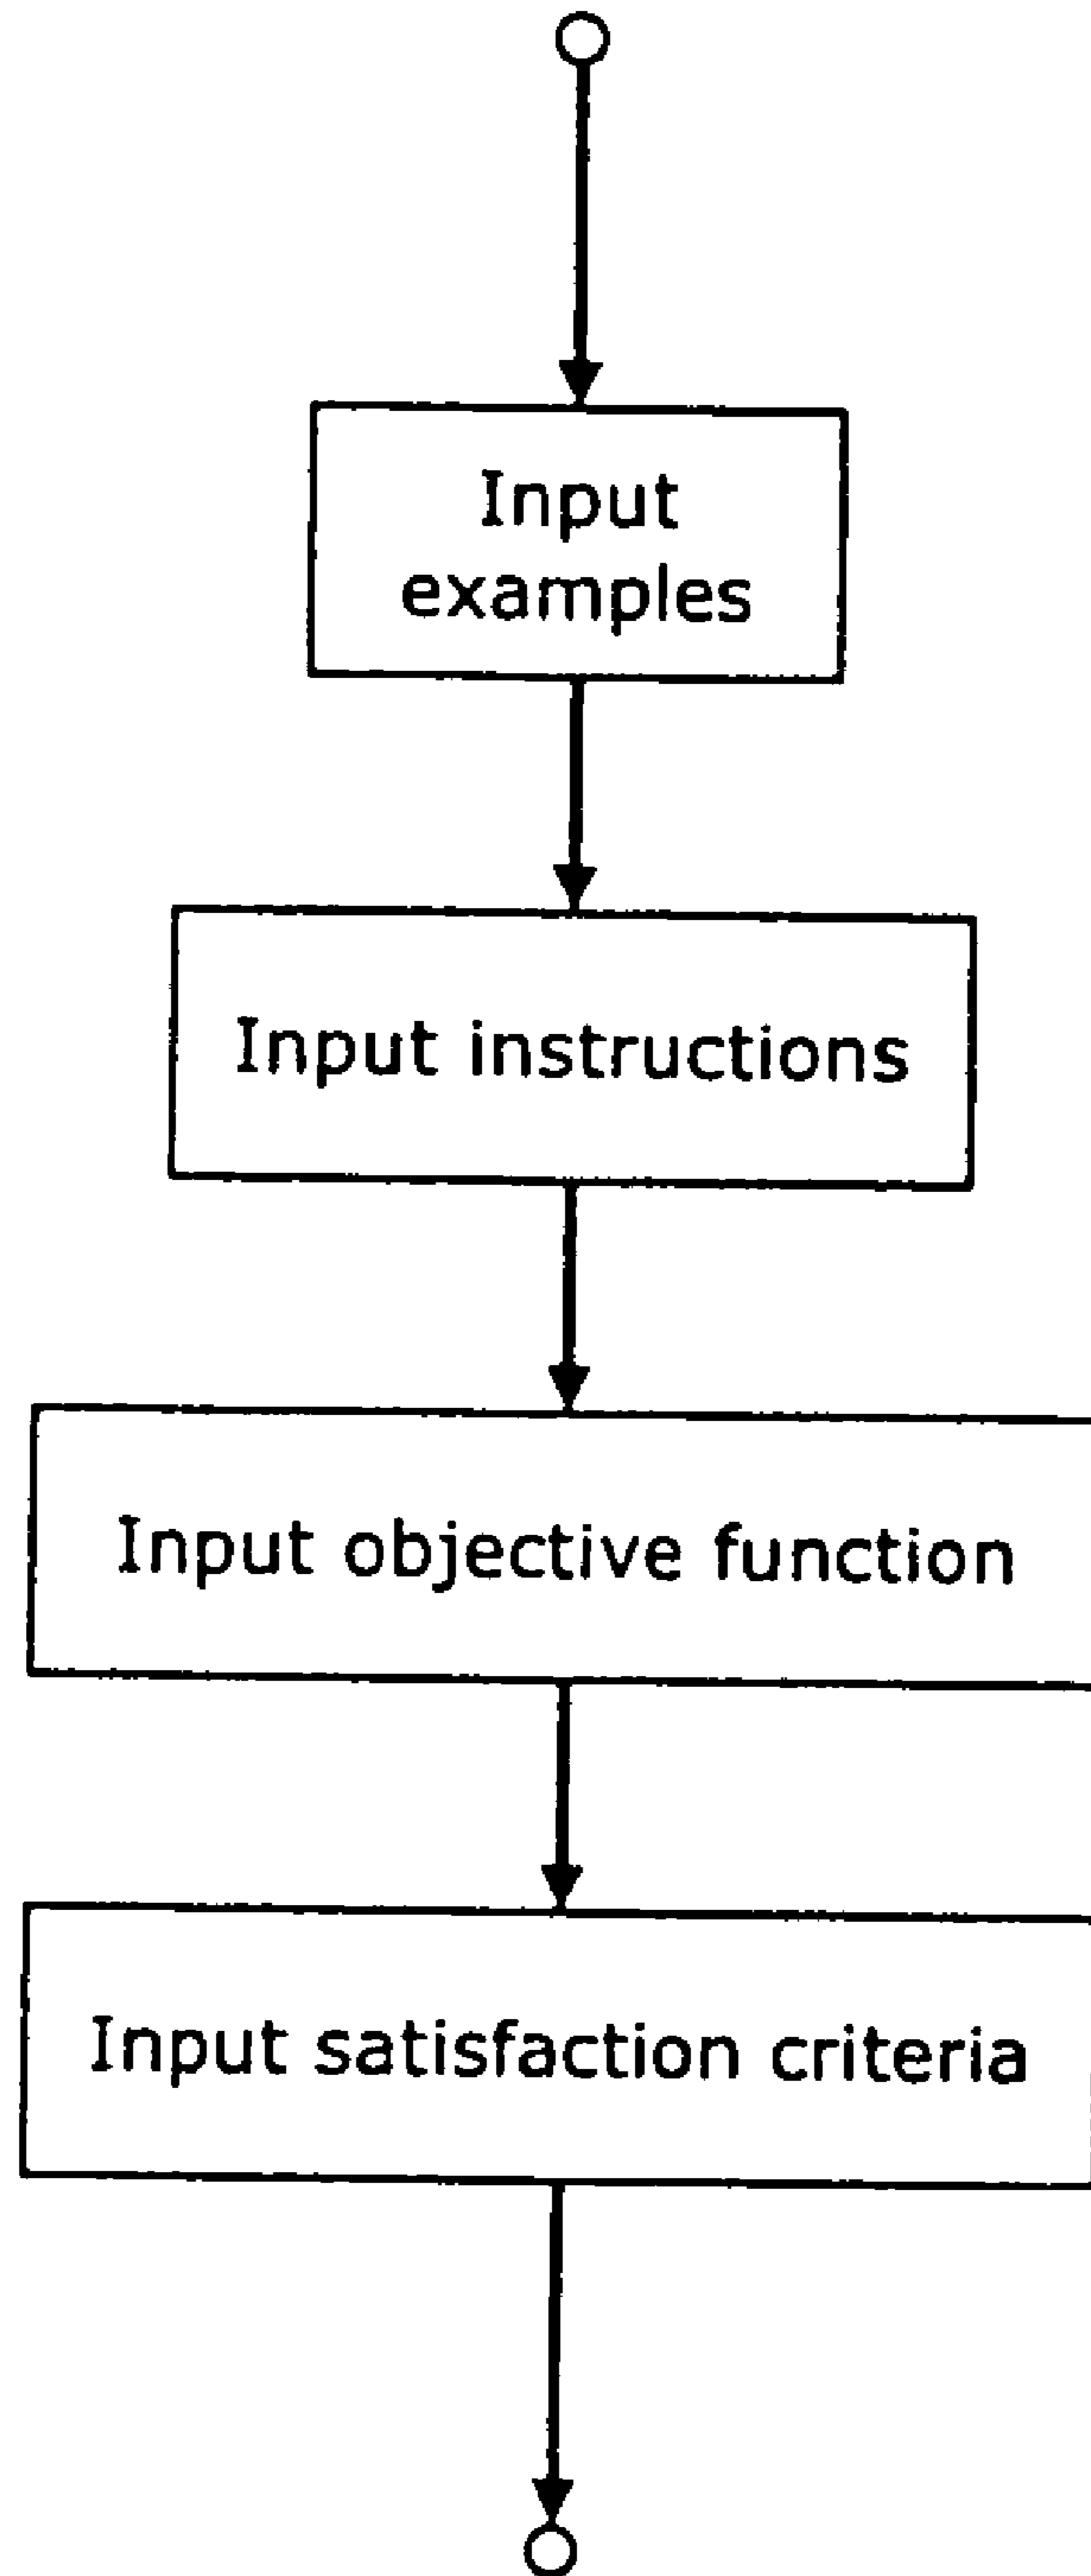 Input
examples
Input instructions
Input objective function
Input satisfaction criteria